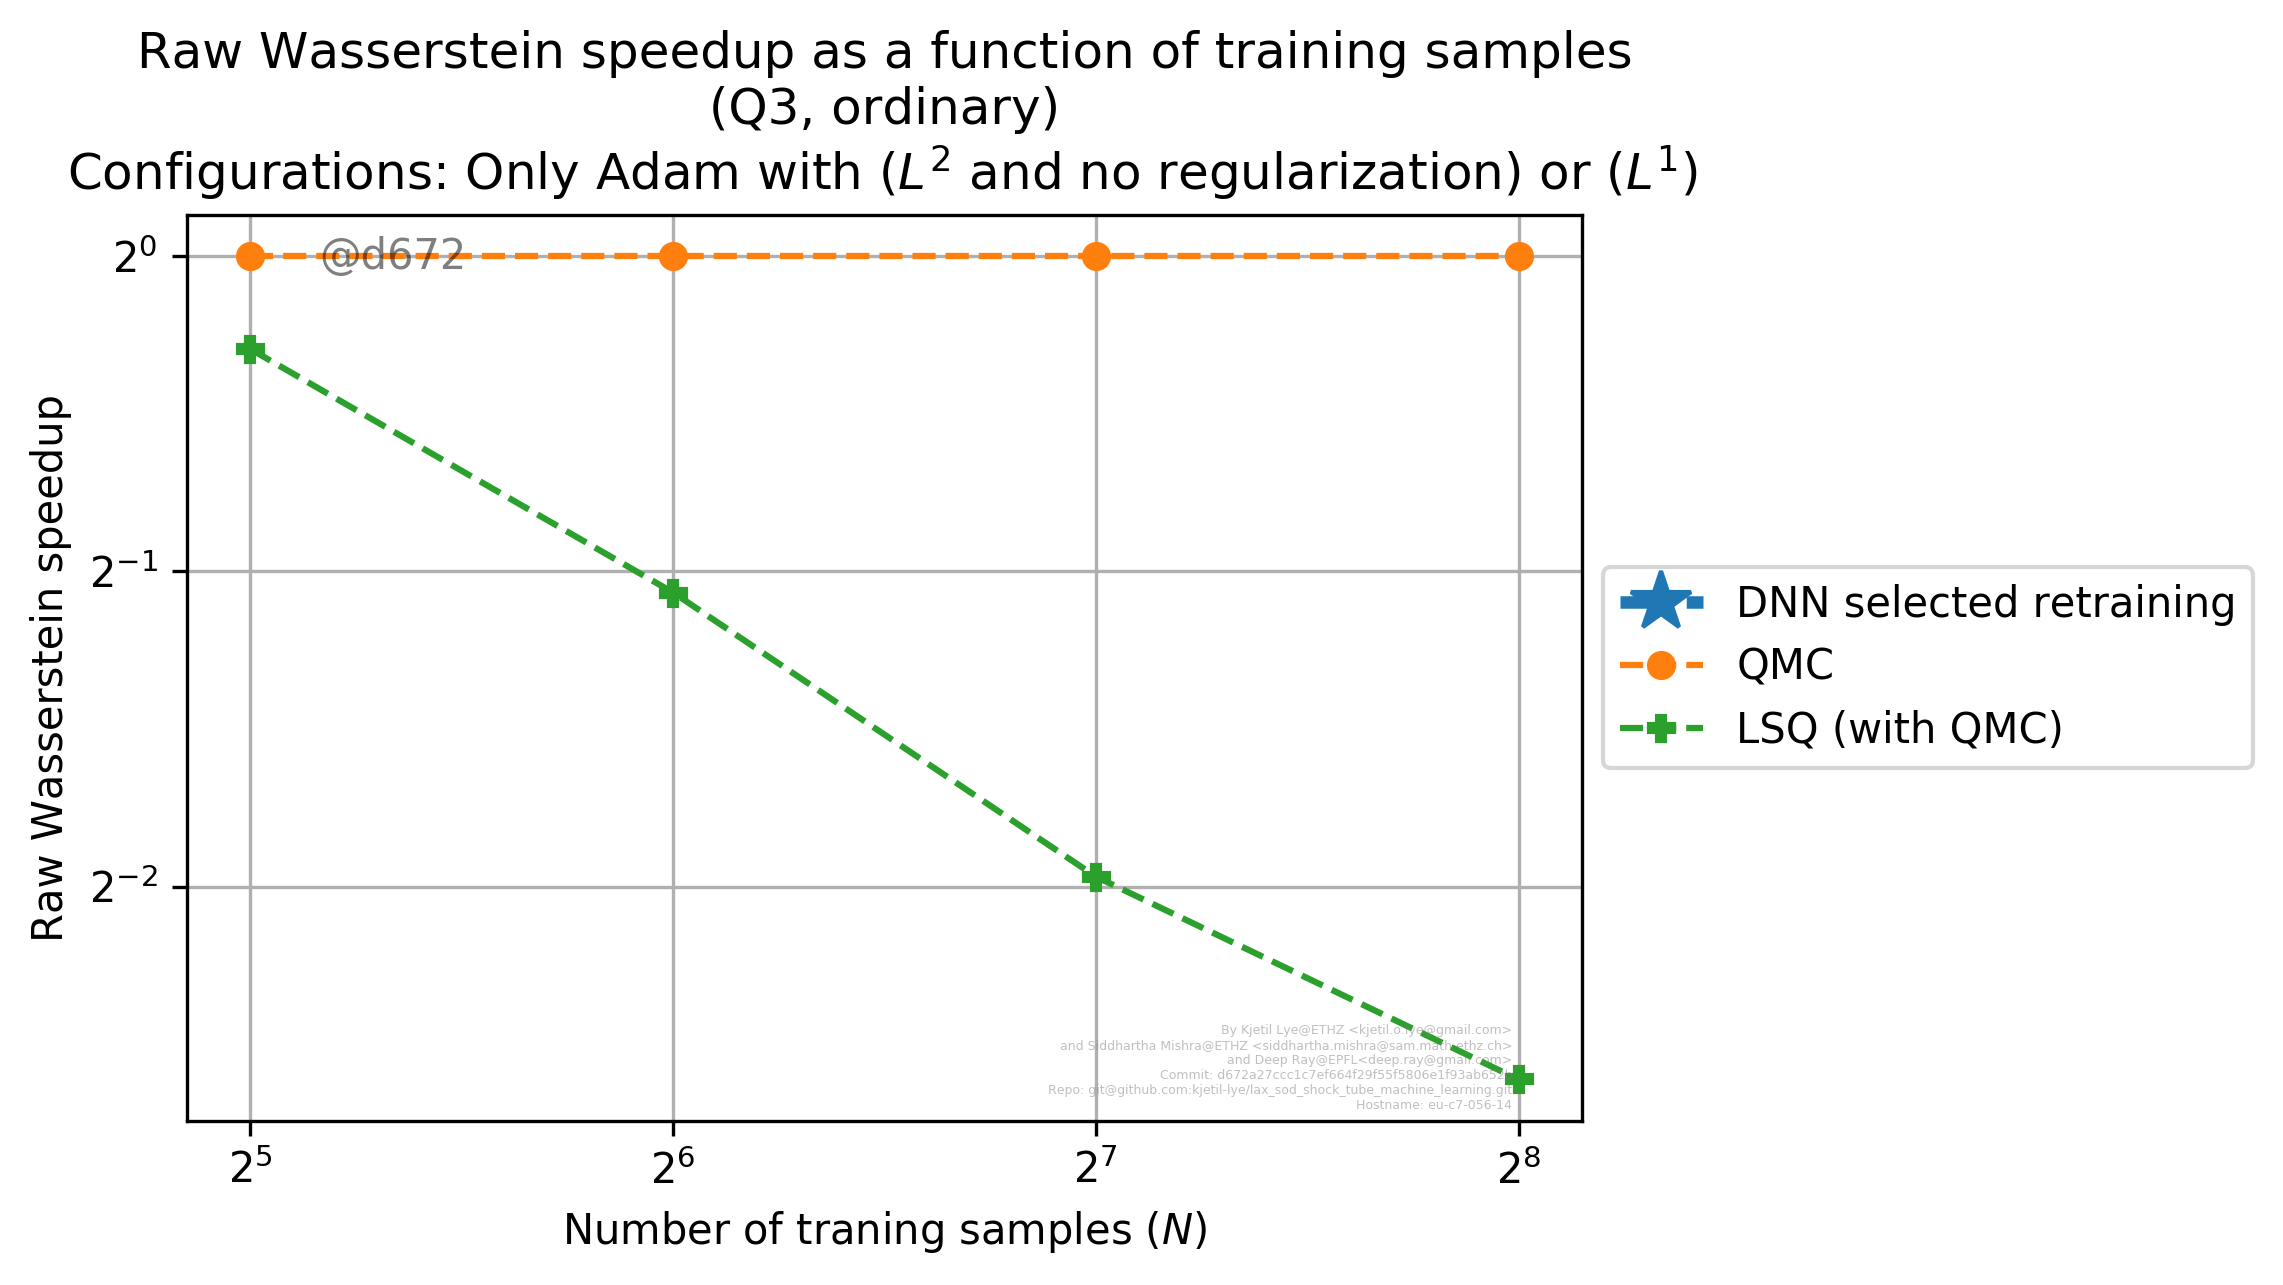 Raw Wasserstein speedup as a function of training samples
(Q3, ordinary)
Configurations: Only Adam with (L² and no regularization) or (L¹)
2⁰
@d672
2⁻¹
2⁻²
Raw Wasserstein speedup
DNN selected retraining
QMC
LSQ (with QMC)
By Kjetil Lye@ETHZ <kjetil.o.lye@gmail.com>
and Siddhartha Mishra@ETHZ <siddhartha.mishra@sam.math.ethz.ch>
and Deep Ray@EPFL<deep.ray@gmail.com>
Commit:
Repo: git@github.com:kjetil-lye/lax_sod_shock_tube_machine_learning.git
Hostname: eu-c7-056-14
2⁵ 2⁶ 2⁷ 2⁸
Number of traning samples (N)